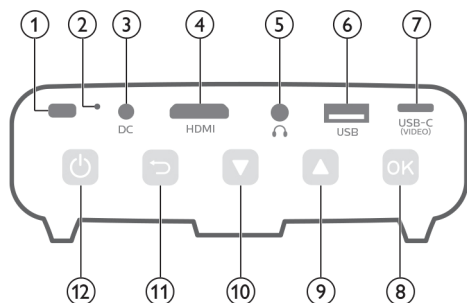 1 2 3 4 5 6 7
DC HDMI USB USB-C
(VIDEO)
OK
12 11 10 9 8